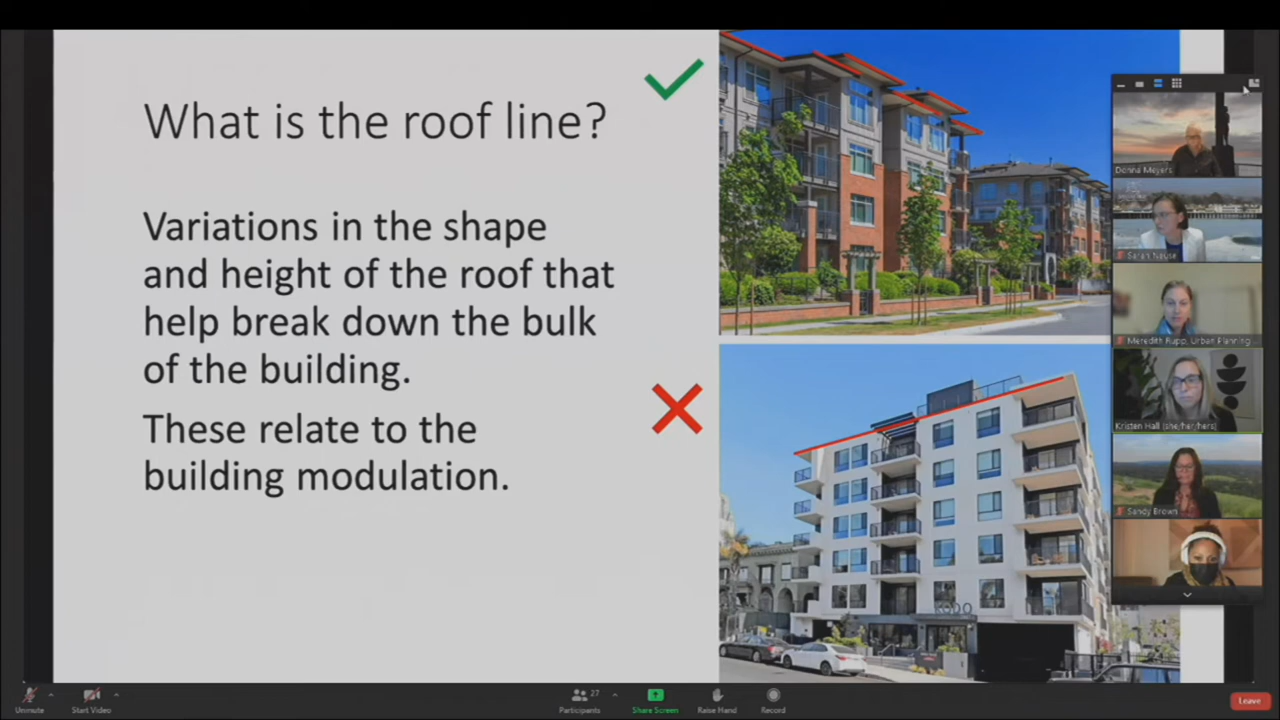 What is the roof line?
Variations in the shape
and height of the roof that
help break down the bulk
of the building.
These relate to the
building modulation.
Donna Meyers
Meredith Rupp, Urban Planning
Kristen Hall (she/her/hers)
Sandy Brown
Unmute
Start Video
27
Participants
Share Screen
Raise Hand
Record
Leave